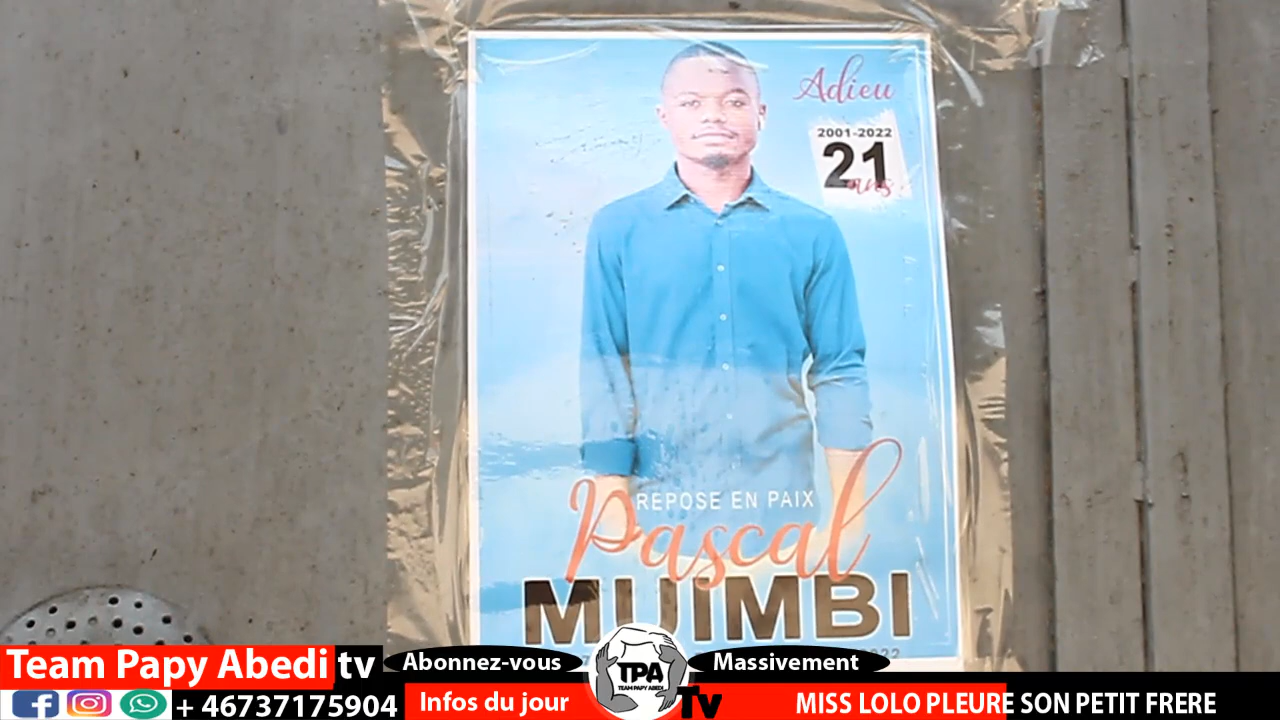 Adieu
2001-2022
21
ans
REPOSE EN PAIX
Pascal
MUIMBI
Team Papy Abedi tv
Abonnez-vous
TPA
TEAM PAPY ABEDI
Tv
Massivement
+ 46737175904
Infos du jour
MISS LOLO PLEURE SON PETIT FRERE